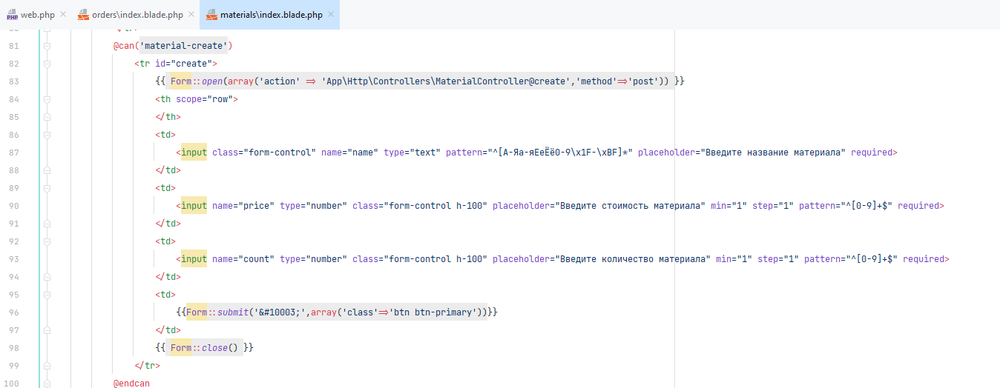 web.php orders\index.blade.php materials\index.blade.php
81 @can('material-create')
82 <tr id="create">
83 {{ Form::open(array('action' => 'App\Http\Controllers\MaterialController@create','method'=>'post')) }}
84 <th scope="row">
85 </th>
86 <td>
87 <input class="form-control" name="name" type="text" pattern="^[А-Яа-яЕеЁё0-9\x1F-\xBF]*" placeholder="Введите название материала" required>
88 </td>
89 <td>
90 <input name="price" type="number" class="form-control h-100" placeholder="Введите стоимость материала" min="1" step="1" pattern="^[0-9]+$" required>
91 </td>
92 <td>
93 <input name="count" type="number" class="form-control h-100" placeholder="Введите количество материала" min="1" step="1" pattern="^[0-9]+$" required>
94 </td>
95 <td>
96 {{Form::submit('&#10003;',array('class'=>'btn btn-primary'))}}
97 </td>
98 {{ Form::close() }}
99 </tr>
100 @endcan